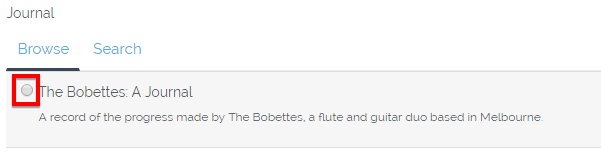 Journal
Browse Search
The Bobettes: A Journal
A record of the progress made by The Bobettes, a flute and guitar duo based in Melbourne.